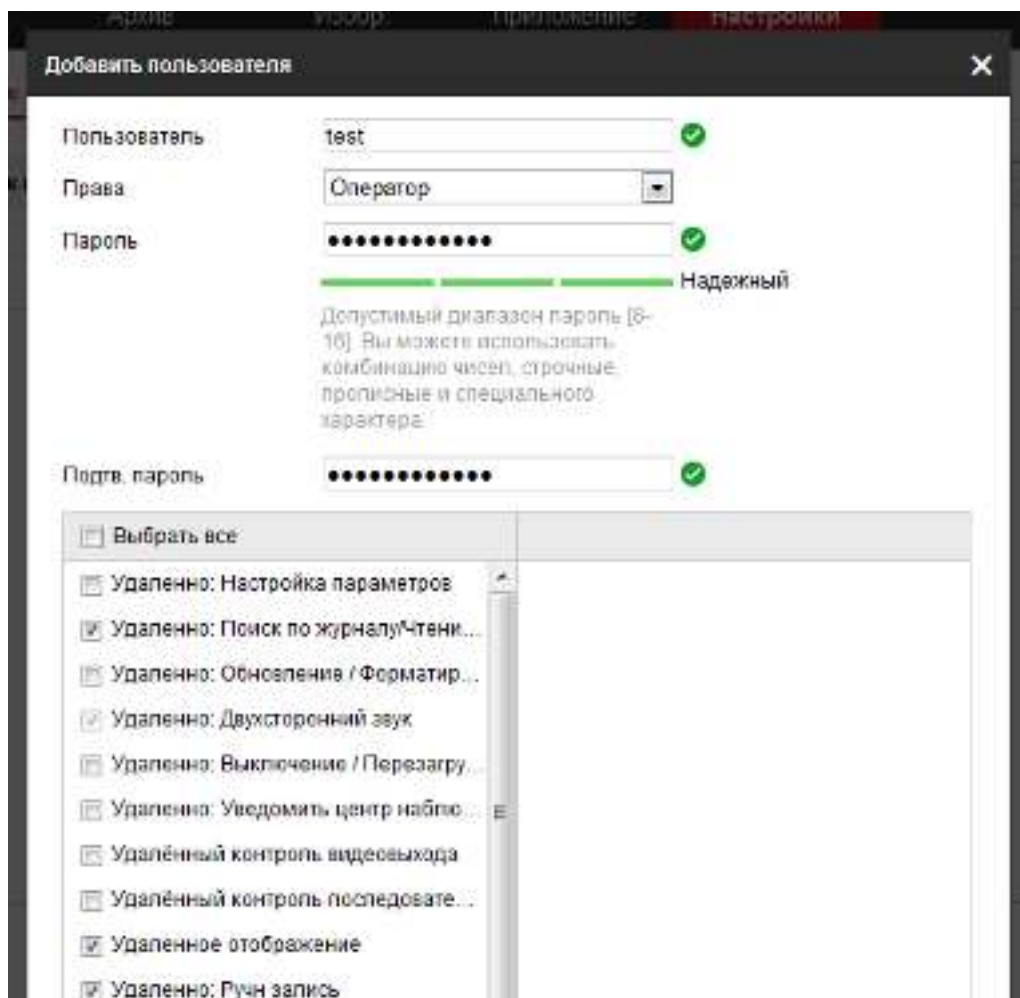 Архив Изобр. Приложение Настройки
Добавить пользователя
Пользователь test
Права Оператор
Пароль ••••••••••••
Надежный
Допустимый диапазон пароль [8-
16]. Вы можете использовать
комбинацию чисел, строчные,
прописные и специального
характера.
Подтв. пароль ••••••••••••
Выбрать все
Удаленно: Настройка параметров
Удаленно: Поиск по журналу/Чтени...
Удаленно: Обновление / Форматир...
Удаленно: Двухсторонний звук
Удаленно: Выключение / Перезагру...
Удаленно: Уведомить центр наблю...
Удалённый контроль видеовыхода
Удалённый контроль последовате...
Удаленное отображение
Удаленно: Ручн запись